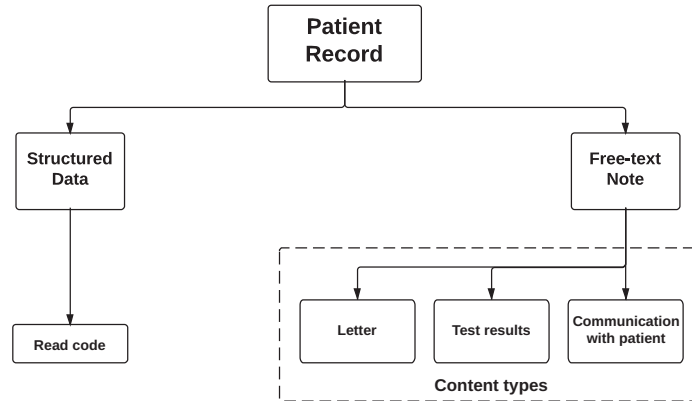 Patient
Record
Structured
Data
Free-text
Note
Read code
Letter
Test results
Communication
with patient
Content types